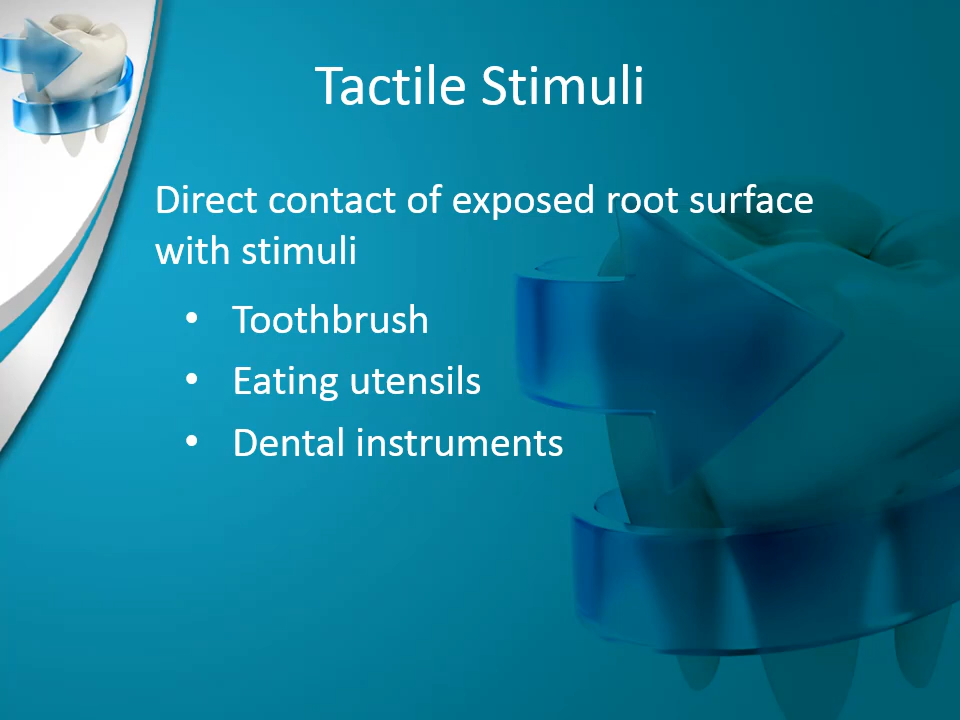 Tactile Stimuli
Direct contact of exposed root surface
with stimuli
• Toothbrush
• Eating utensils
• Dental instruments